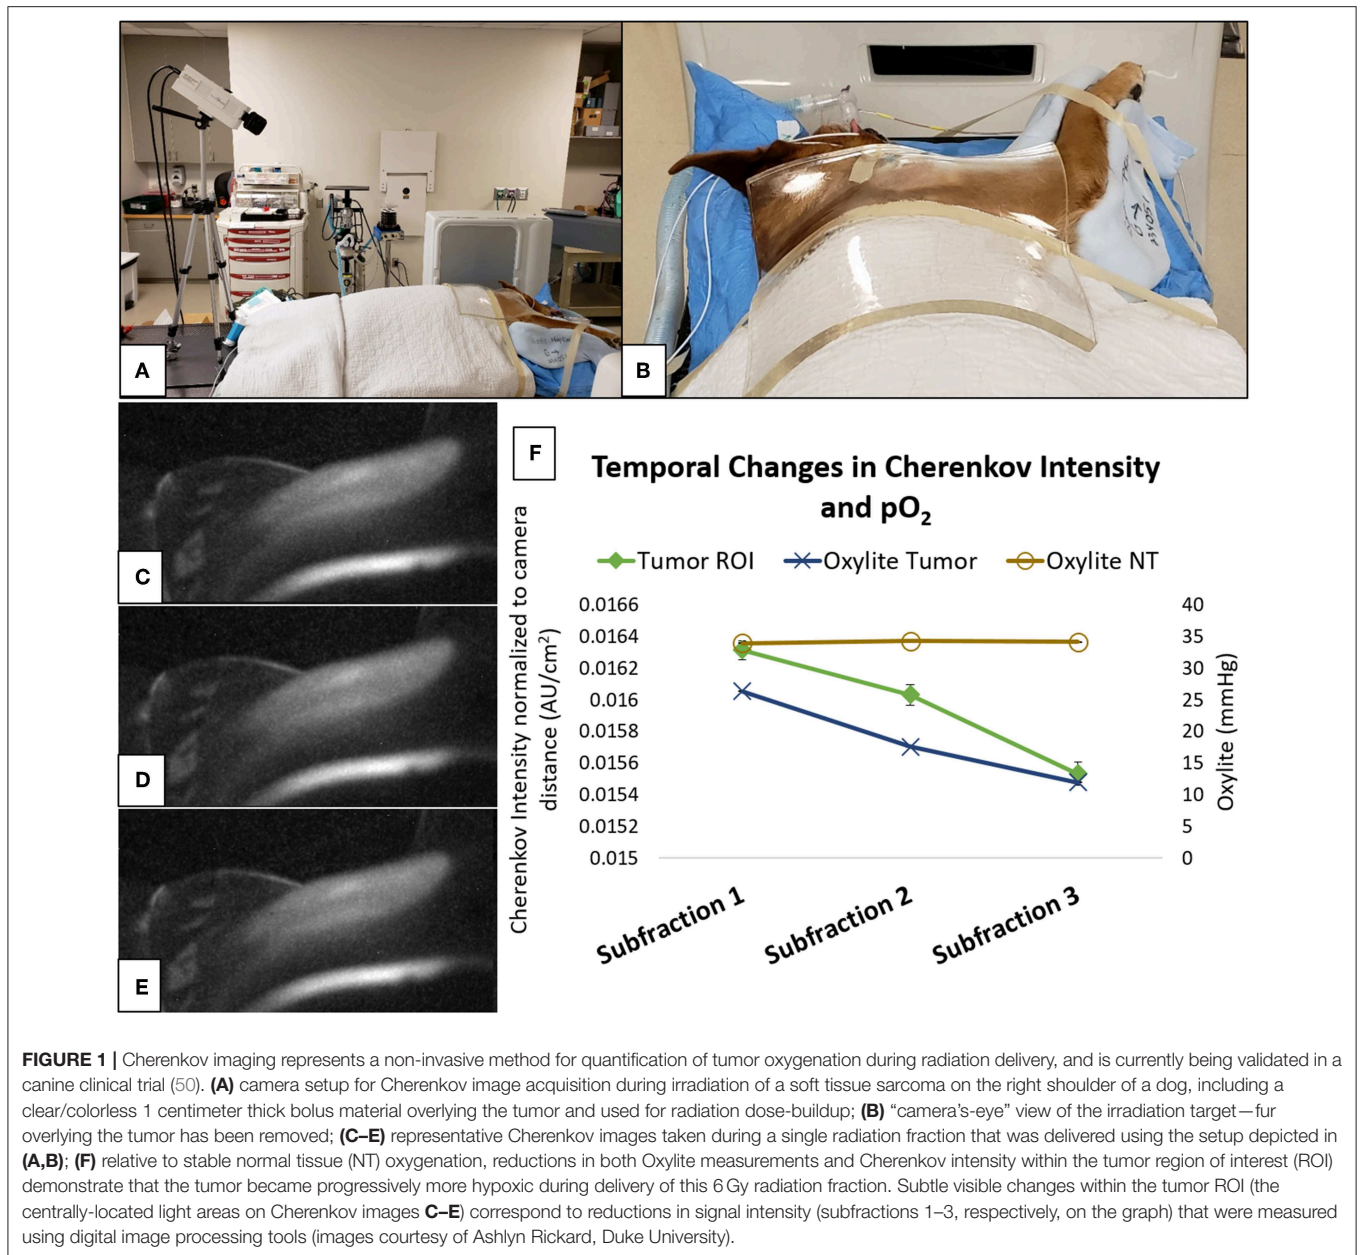 A
B
C
D
E
F
Temporal Changes in Cherenkov Intensity
and pO2
Tumor ROI
Oxylite Tumor
Oxylite NT
Cherenkov Intensity normalized to camera
distance (AU/cm2)
0.0166
0.0164
0.0162
0.016
0.0158
0.0156
0.0154
0.0152
0.015
40
35
30
25
20
15
10
5
0
Oxylite (mmHg)
Subfraction 1
Subfraction 2
Subfraction 3
FIGURE 1 | Cherenkov imaging represents a non-invasive method for quantification of tumor oxygenation during radiation delivery, and is currently being validated in a
canine clinical trial (50). (A) camera setup for Cherenkov image acquisition during irradiation of a soft tissue sarcoma on the right shoulder of a dog, including a
clear/colorless 1 centimeter thick bolus material overlying the tumor and used for radiation dose-buildup; (B) “camera’s-eye” view of the irradiation target—fur
overlying the tumor has been removed; (C–E) representative Cherenkov images taken during a single radiation fraction that was delivered using the setup depicted in
(A,B); (F) relative to stable normal tissue (NT) oxygenation, reductions in both Oxylite measurements and Cherenkov intensity within the tumor region of interest (ROI)
demonstrate that the tumor became progressively more hypoxic during delivery of this 6 Gy radiation fraction. Subtle visible changes within the tumor ROI (the
centrally-located light areas on Cherenkov images C–E) correspond to reductions in signal intensity (subfractions 1–3, respectively, on the graph) that were measured
using digital image processing tools (images courtesy of Ashlyn Rickard, Duke University).